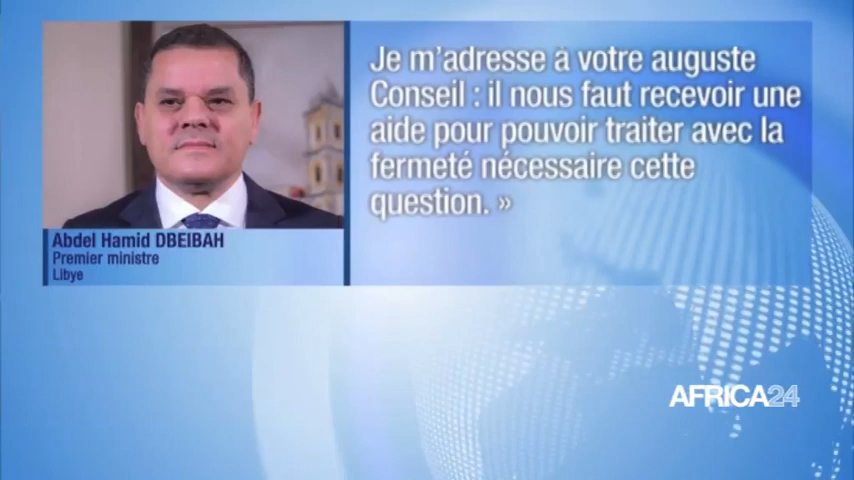 Je m’adresse à votre auguste
Conseil : il nous faut recevoir une
aide pour pouvoir traiter avec la
fermeté nécessaire cette
question. »
Abdel Hamid DBEIBAH
Premier ministre
Libye
AFRICA24